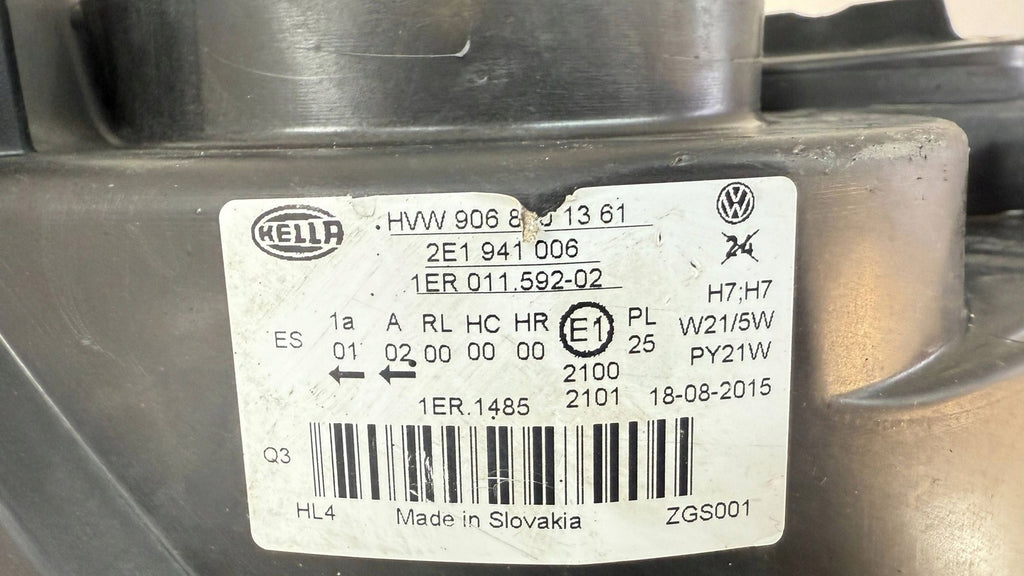 HELLA
HVW 906 1361
2E1 941 006
1ER 011.592-02
24
H7;H7
W21/5W
PY21W
ES 1a A RL HC HR E1 PL
01 02 00 00 00 25
2100
2101 18-08-2015
1ER.1485
Q3
HL4 Made in Slovakia ZGS001